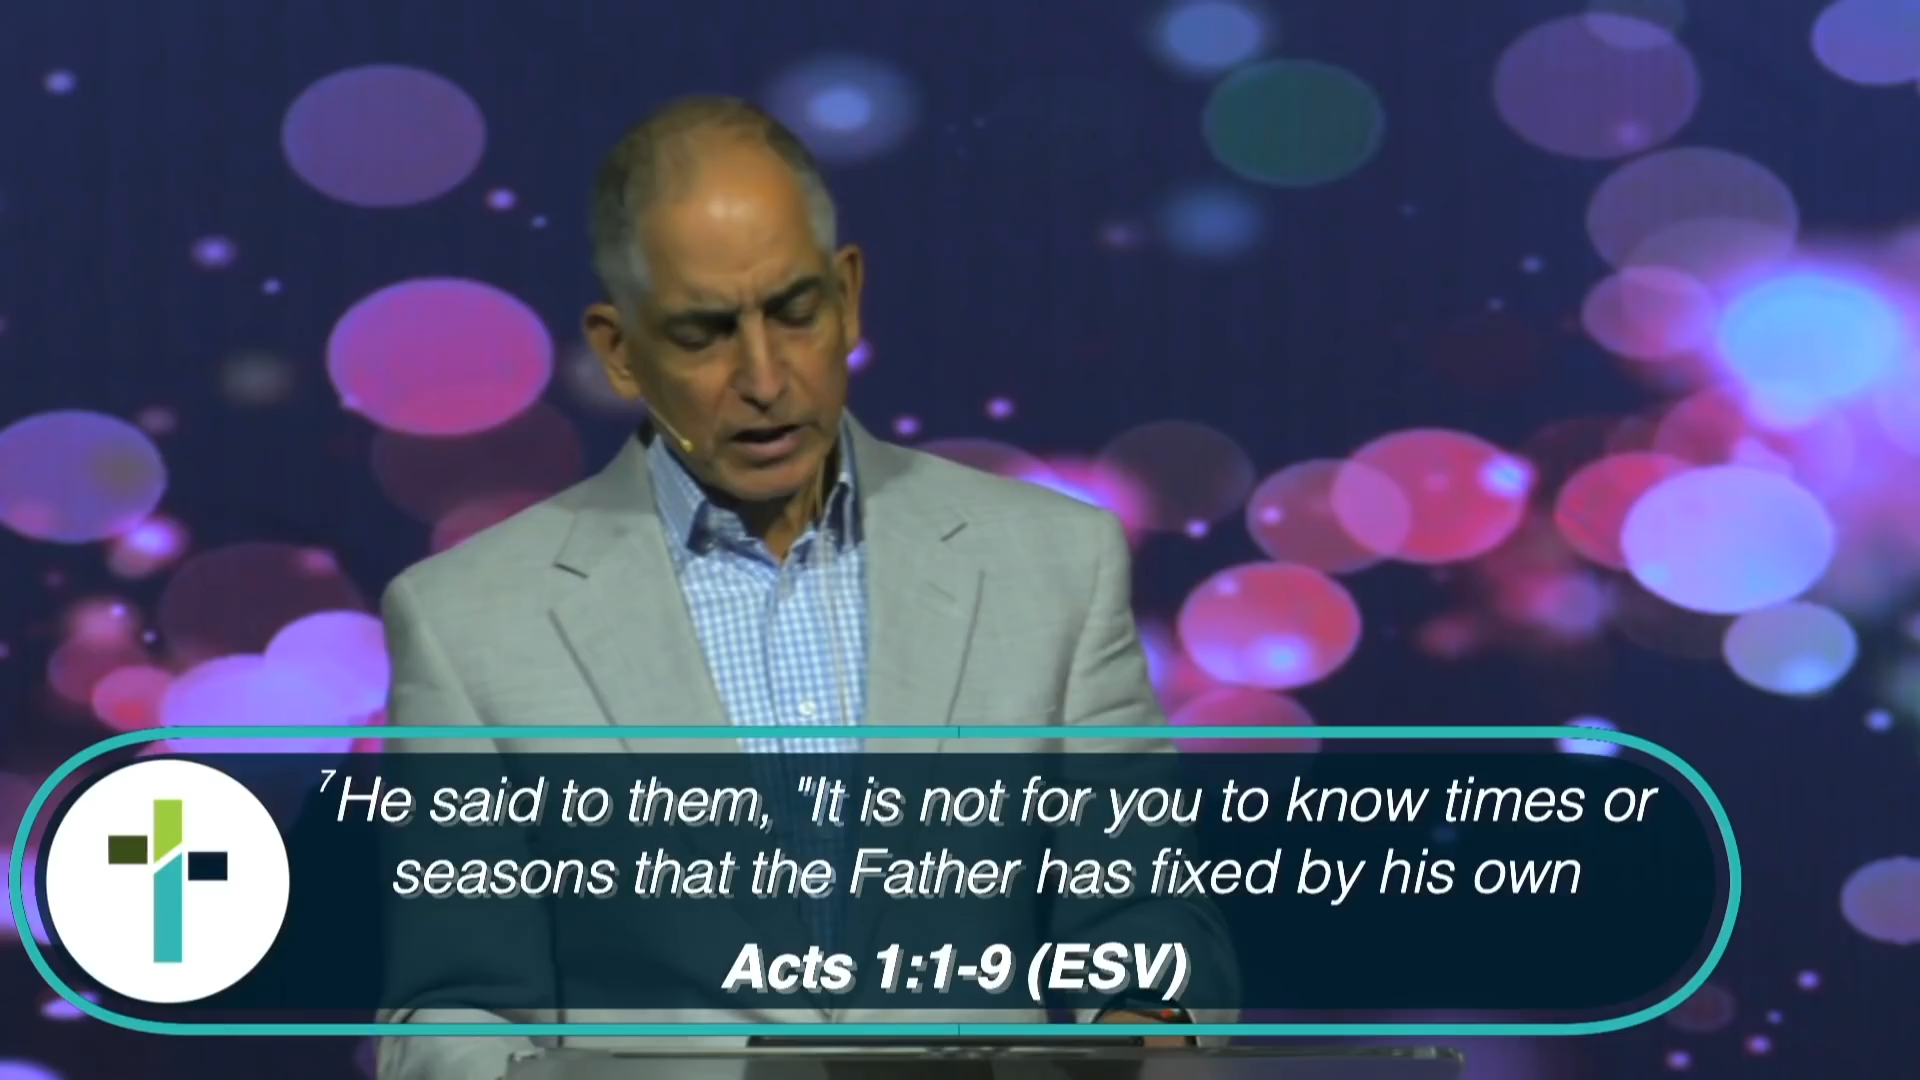 7He said to them, "It is not for you to know times or
seasons that the Father has fixed by his own
Acts 1:1-9 (ESV)